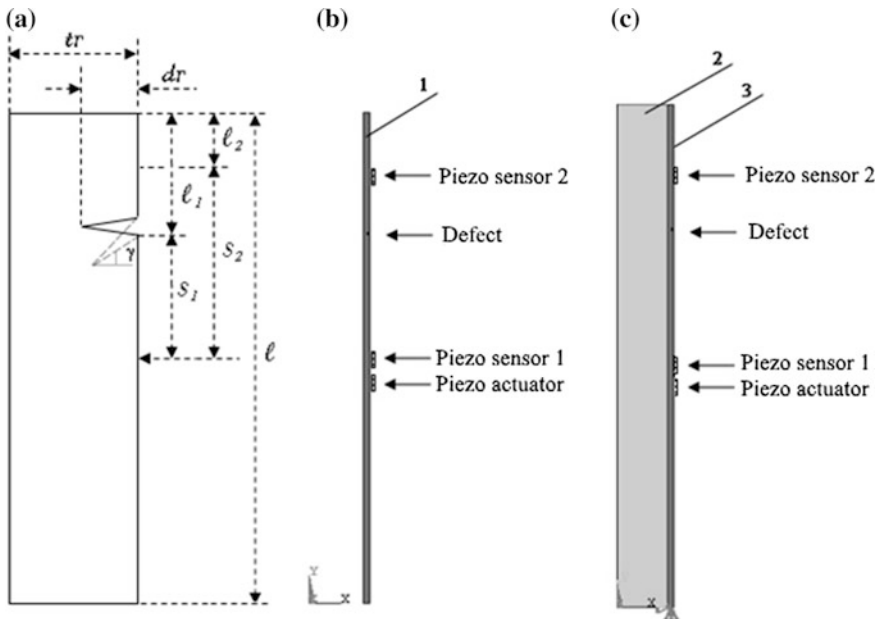 (a)
tr
dr
ℓ2
ℓ1
S2
γ
S1
ℓ
(b)
1
Piezo sensor 2
Defect
Piezo sensor 1
Piezo actuator
Y
X
(c)
2
3
Piezo sensor 2
Defect
Piezo sensor 1
Piezo actuator
X